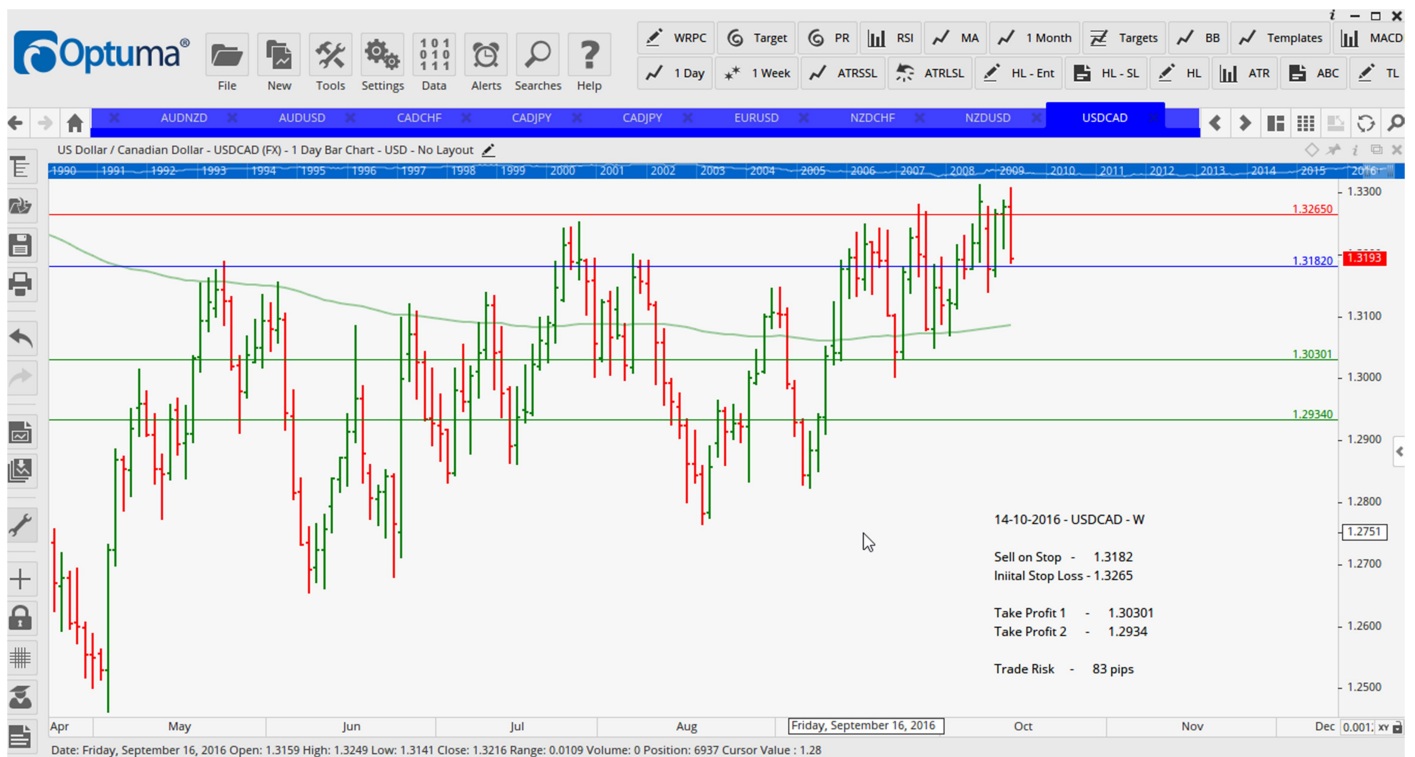 i
Optuma®
File New Tools Settings Data Alerts Searches Help
101
010
111
WRPC Target PR RSI MA 1 Month Targets BB Templates MACD
1 Day 1 Week ATRSSL ATRLSL HL - Ent HL - SL HL ATR ABC TL
AUDNZD AUDUSD CADCHF CADJPY CADJPY EURUSD NZDCHF NZDUSD USDCAD
US Dollar / Canadian Dollar - USDCAD (FX) - 1 Day Bar Chart - USD - No Layout
1990 1991 1992 1993 1994 1995 1996 1997 1998 1999 2000 2001 2002 2003 2004 2005 2006 2007 2008 2009 2010 2011 2012 2013 2014 2015 2016
1.3300
1.32650
1.31820
1.3193
1.3100
1.30301
1.3000
1.29340
1.2900
1.2800
14-10-2016 - USDCAD - W
1.2751
Sell on Stop - 1.3182
1.2700
Iniital Stop Loss - 1.3265
Take Profit 1 - 1.30301
1.2600
Take Profit 2 - 1.2934
Trade Risk - 83 pips
1.2500
Apr May Jun Jul Aug Friday, September 16, 2016 Oct Nov Dec XY
Date: Friday, September 16, 2016 Open: 1.3159 High: 1.3249 Low: 1.3141 Close: 1.3216 Range: 0.0109 Volume: 0 Position: 6937 Cursor Value : 1.28